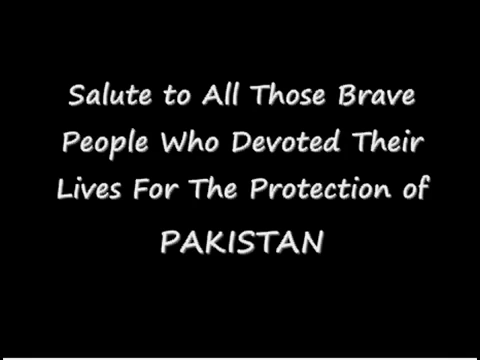 Salute to All Those Brave
People Who Devoted Their
Lives For The Protection of
PAKISTAN